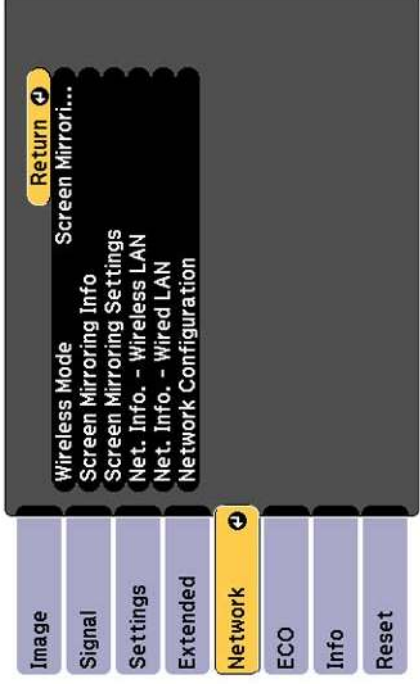 Image
Signal
Settings
Extended
Network
ECO
Info
Reset
Return
Wireless Mode Screen Mirrori...
Screen Mirroring Info
Screen Mirroring Settings
Net. Info. - Wireless LAN
Net. Info. - Wired LAN
Network Configuration